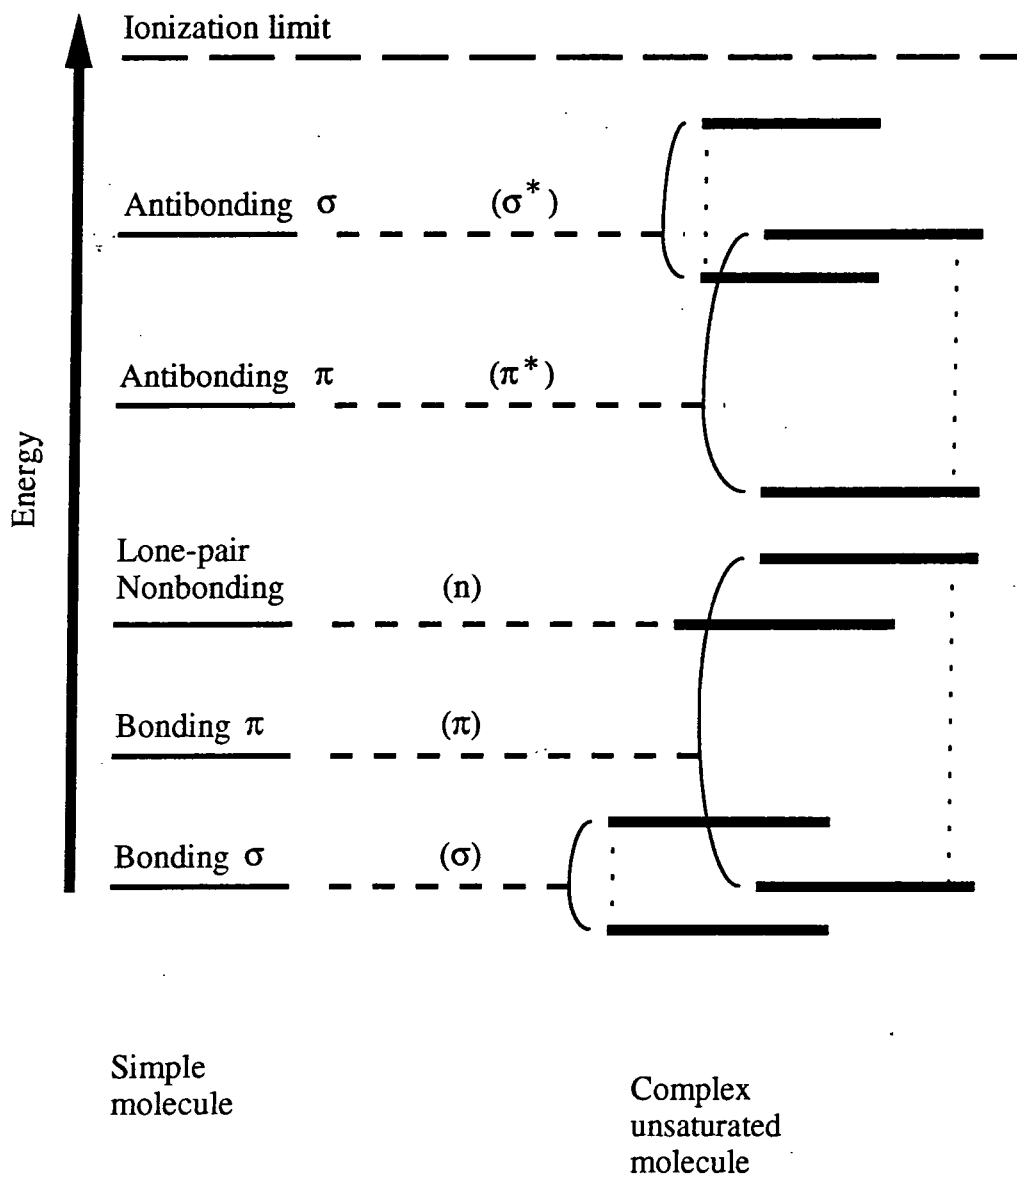 Ionization limit
Antibonding σ (σ*)
Antibonding π (π*)
Energy
Lone-pair
Nonbonding (n)
Bonding π (π)
Bonding σ (σ)
Simple
molecule
Complex
unsaturated
molecule